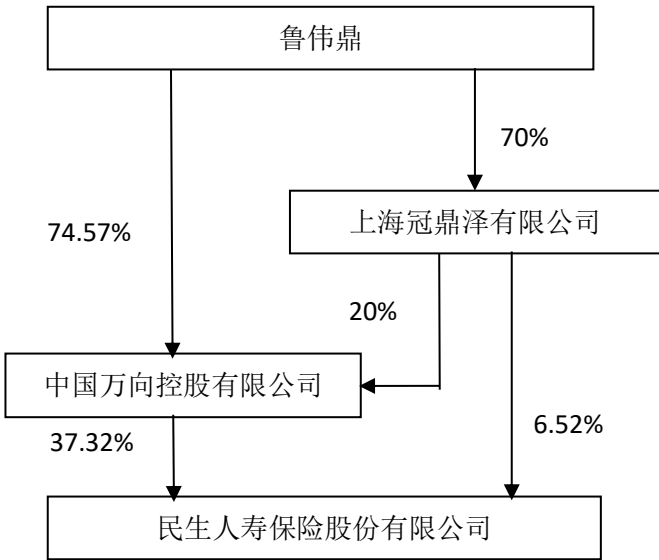 鲁伟鼎
70%
上海冠鼎泽有限公司
74.57%
20%
中国万向控股有限公司
37.32%
6.52%
民生人寿保险股份有限公司